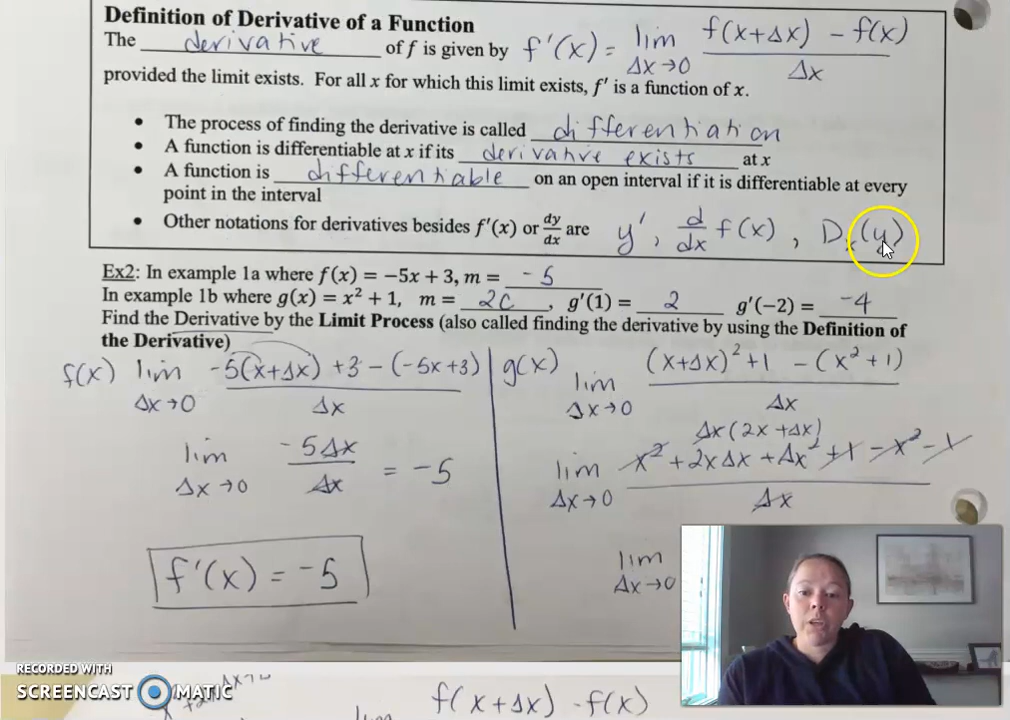 Definition of Derivative of a Function
The derivative of f is given by f'(x) = lim Δx→0 f(x+Δx) - f(x) / Δx
provided the limit exists. For all x for which this limit exists, f' is a function of x.
• The process of finding the derivative is called differentiation
• A function is differentiable at x if its derivative exists at x
• A function is differentiable on an open interval if it is differentiable at every
point in the interval
• Other notations for derivatives besides f'(x) or dy/dx are y', d/dx f(x), Dx(y)
Ex2: In example 1a where f(x) = −5x + 3, m = -5
In example 1b where g(x) = x² + 1, m = 2c, g'(1) = 2 g'(−2) = -4
Find the Derivative by the Limit Process (also called finding the derivative by using the Definition of
the Derivative)
f(x) lim Δx→0 -5(x+Δx) +3 - (-5x+3) / Δx
lim Δx→0 -5Δx / Δx = -5
f'(x) = -5
g(x) lim Δx→0 (x+Δx)² +1 - (x² +1) / Δx
Δx(2x +Δx)
lim Δx→0 x² + 2xΔx + Δx² +1 - x² - 1 / Δx
lim Δx→0
RECORDED WITH
SCREENCAST MATIC
f(x+Δx) - f(x)